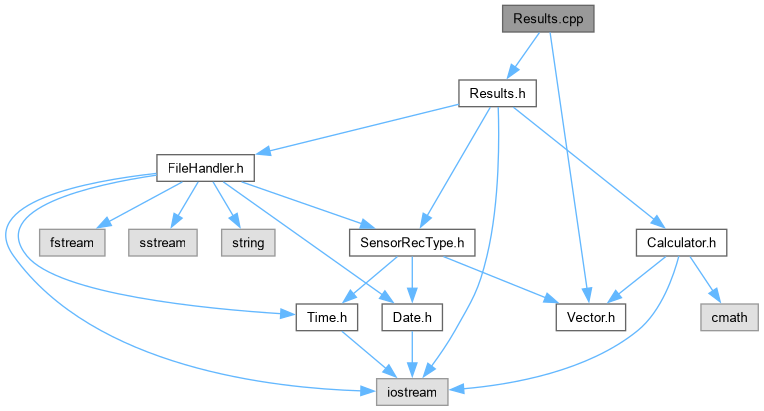 Results.cpp
Results.h
FileHandler.h
fstream
sstream
string
SensorRecType.h
Calculator.h
Time.h
Date.h
Vector.h
cmath
iostream